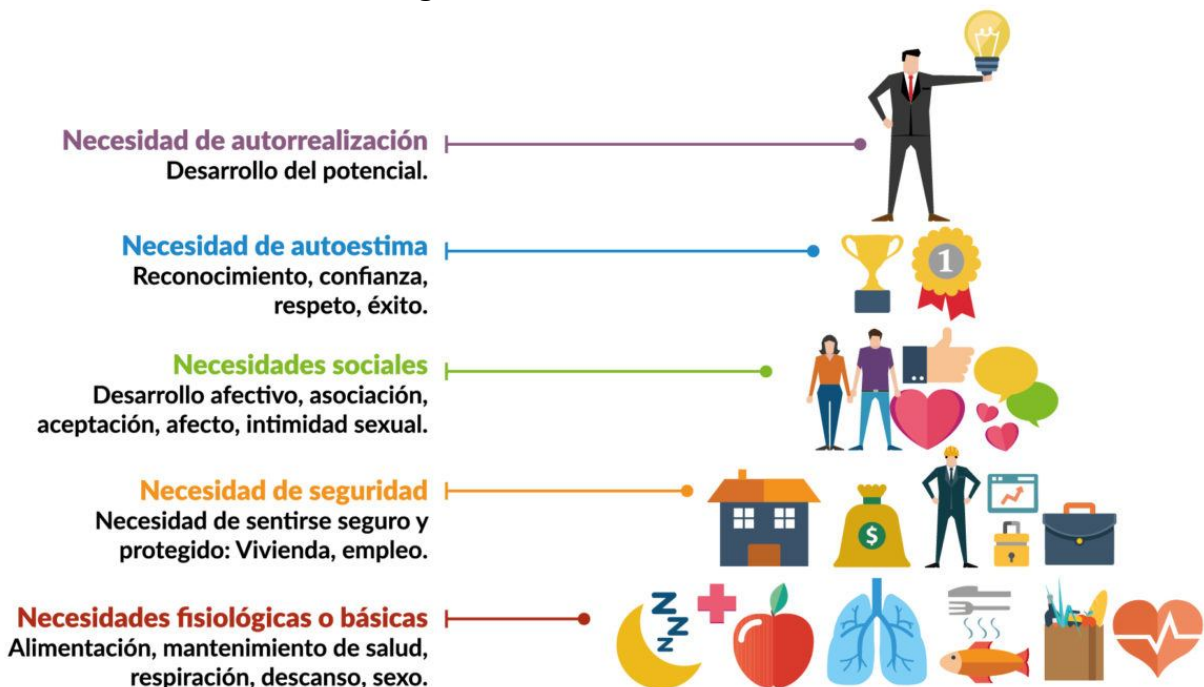 Necesidad de autorrealización
Desarrollo del potencial.
Necesidad de autoestima
Reconocimiento, confianza,
respeto, éxito.
1
Necesidades sociales
Desarrollo afectivo, asociación,
aceptación, afecto, intimidad sexual.
Necesidad de seguridad
Necesidad de sentirse seguro y
protegido: Vivienda, empleo.
$
Necesidades fisiológicas o básicas
Alimentación, mantenimiento de salud,
respiración, descanso, sexo.
Z
Z
Z